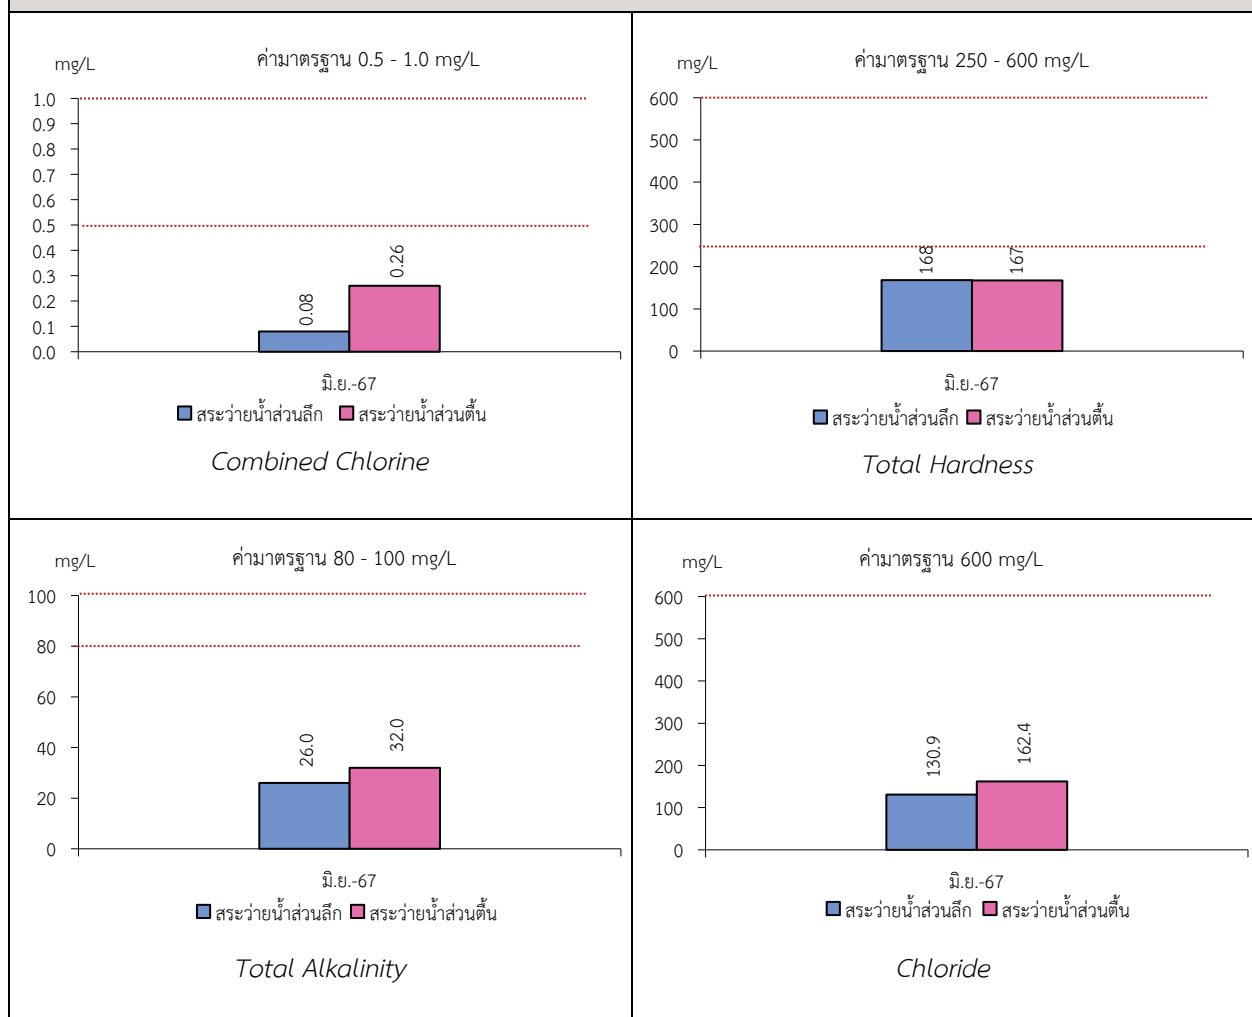 mg/L
ค่ามาตรฐาน 0.5 - 1.0 mg/L
1.0
0.9
0.8
0.7
0.6
0.5
0.4
0.3
0.2
0.1
0.0
0.08
0.26
มิ.ย.-67
สระว่ายน้ำส่วนลึก สระว่ายน้ำส่วนตื้น
Combined Chlorine
mg/L
ค่ามาตรฐาน 250 - 600 mg/L
600
500
400
300
200
100
0
168
167
มิ.ย.-67
สระว่ายน้ำส่วนลึก สระว่ายน้ำส่วนตื้น
Total Hardness
mg/L
ค่ามาตรฐาน 80 - 100 mg/L
100
80
60
40
20
0
26.0
32.0
มิ.ย.-67
สระว่ายน้ำส่วนลึก สระว่ายน้ำส่วนตื้น
Total Alkalinity
mg/L
ค่ามาตรฐาน 600 mg/L
600
500
400
300
200
100
0
130.9
162.4
มิ.ย.-67
สระว่ายน้ำส่วนลึก สระว่ายน้ำส่วนตื้น
Chloride